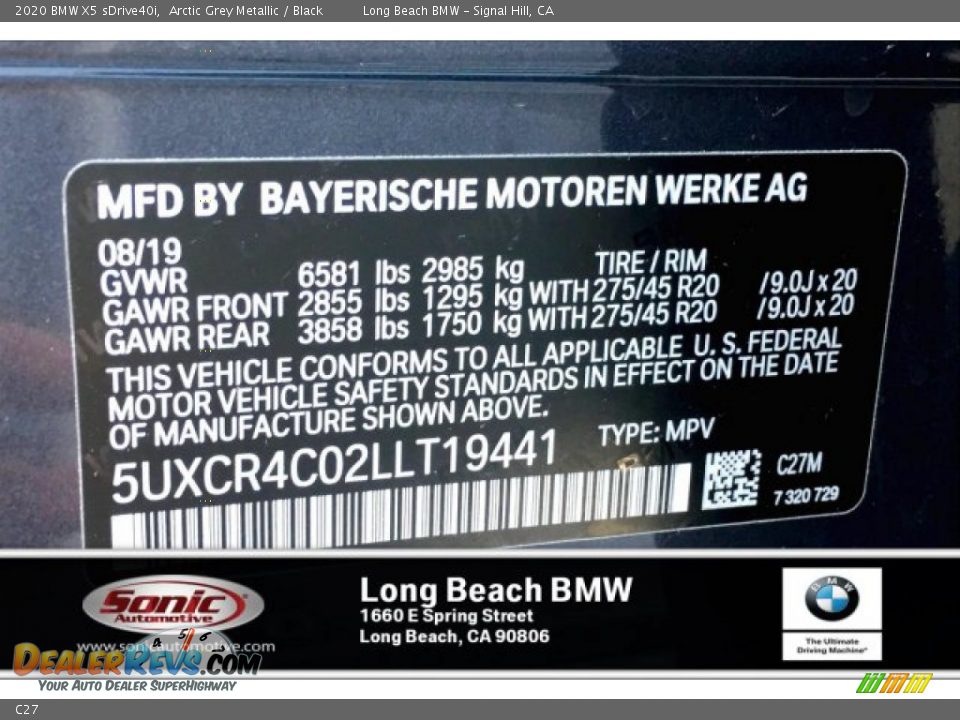 2020 BMW X5 sDrive40i, Arctic Grey Metallic / Black Long Beach BMW - Signal Hill, CA
MFD BY BAYERISCHE MOTOREN WERKE AG
08/19
GVWR 6581 lbs 2985 kg TIRE / RIM
GAWR FRONT 2855 lbs 1295 kg WITH 275/45 R20 /9.0J x 20
GAWR REAR 3858 lbs 1750 kg WITH 275/45 R20 /9.0J x 20
THIS VEHICLE CONFORMS TO ALL APPLICABLE U. S. FEDERAL
MOTOR VEHICLE SAFETY STANDARDS IN EFFECT ON THE DATE
OF MANUFACTURE SHOWN ABOVE.
5UXCR4C02LLT19441 TYPE: MPV
C27M
7 320 729
Sonic
Automotive
www.sonicautomotive.com
Long Beach BMW
1660 E Spring Street
Long Beach, CA 90806
BMW
The Ultimate
Driving Machine®
4 5 6
DealerRevs.com
Your Auto Dealer SuperHighway
C27